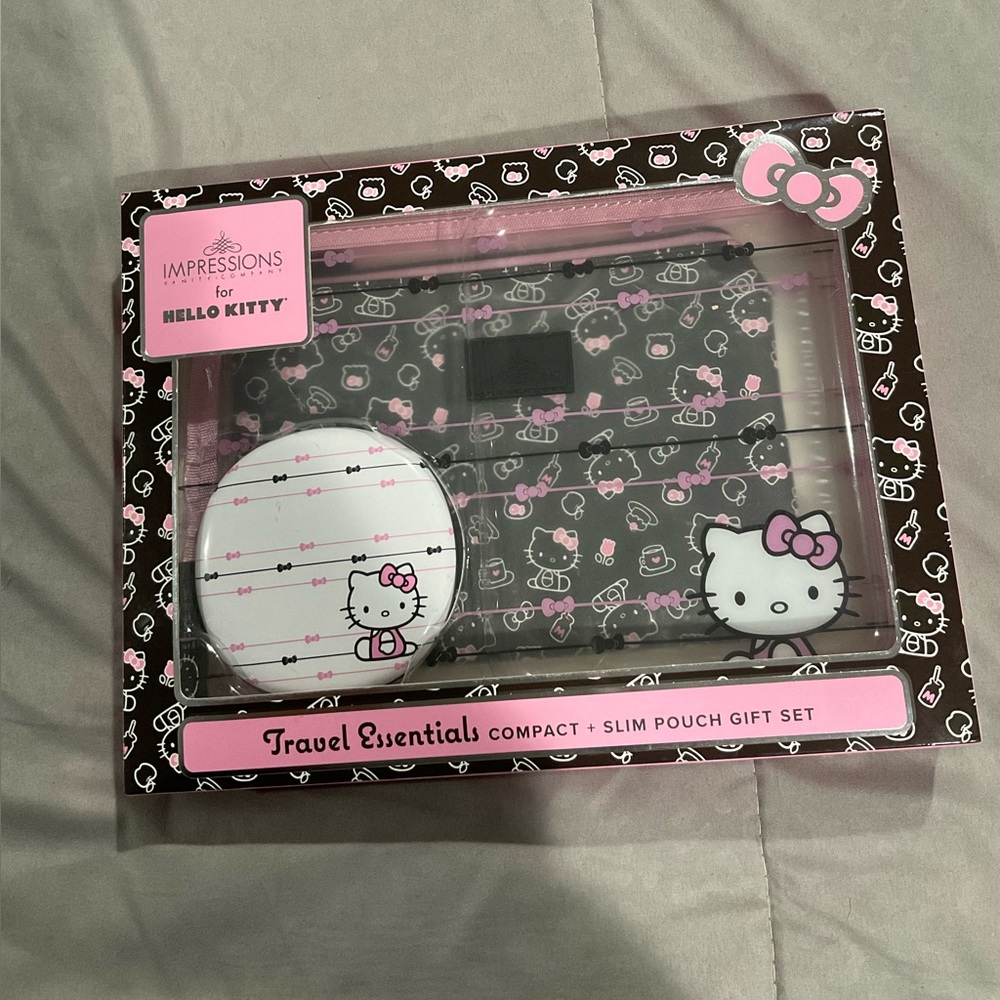 IMPRESSIONS
VANITY · COMPANY
for
HELLO KITTY
Travel Essentials COMPACT + SLIM POUCH GIFT SET